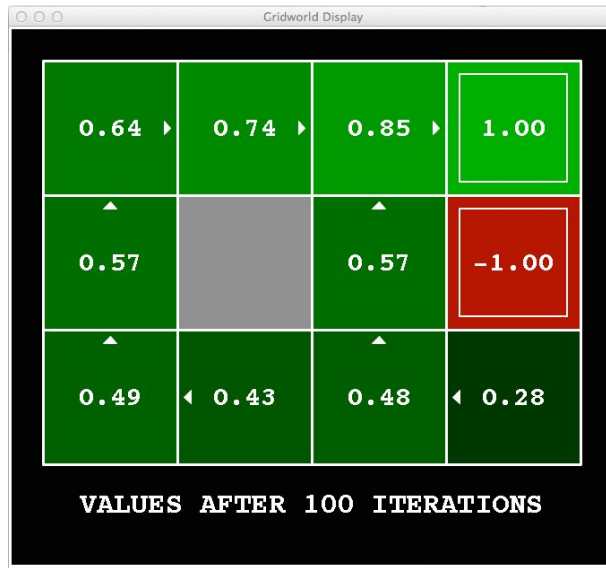 Gridworld Display
0.64 0.74 0.85 1.00
0.57 0.57 -1.00
0.49 0.43 0.48 0.28
VALUES AFTER 100 ITERATIONS